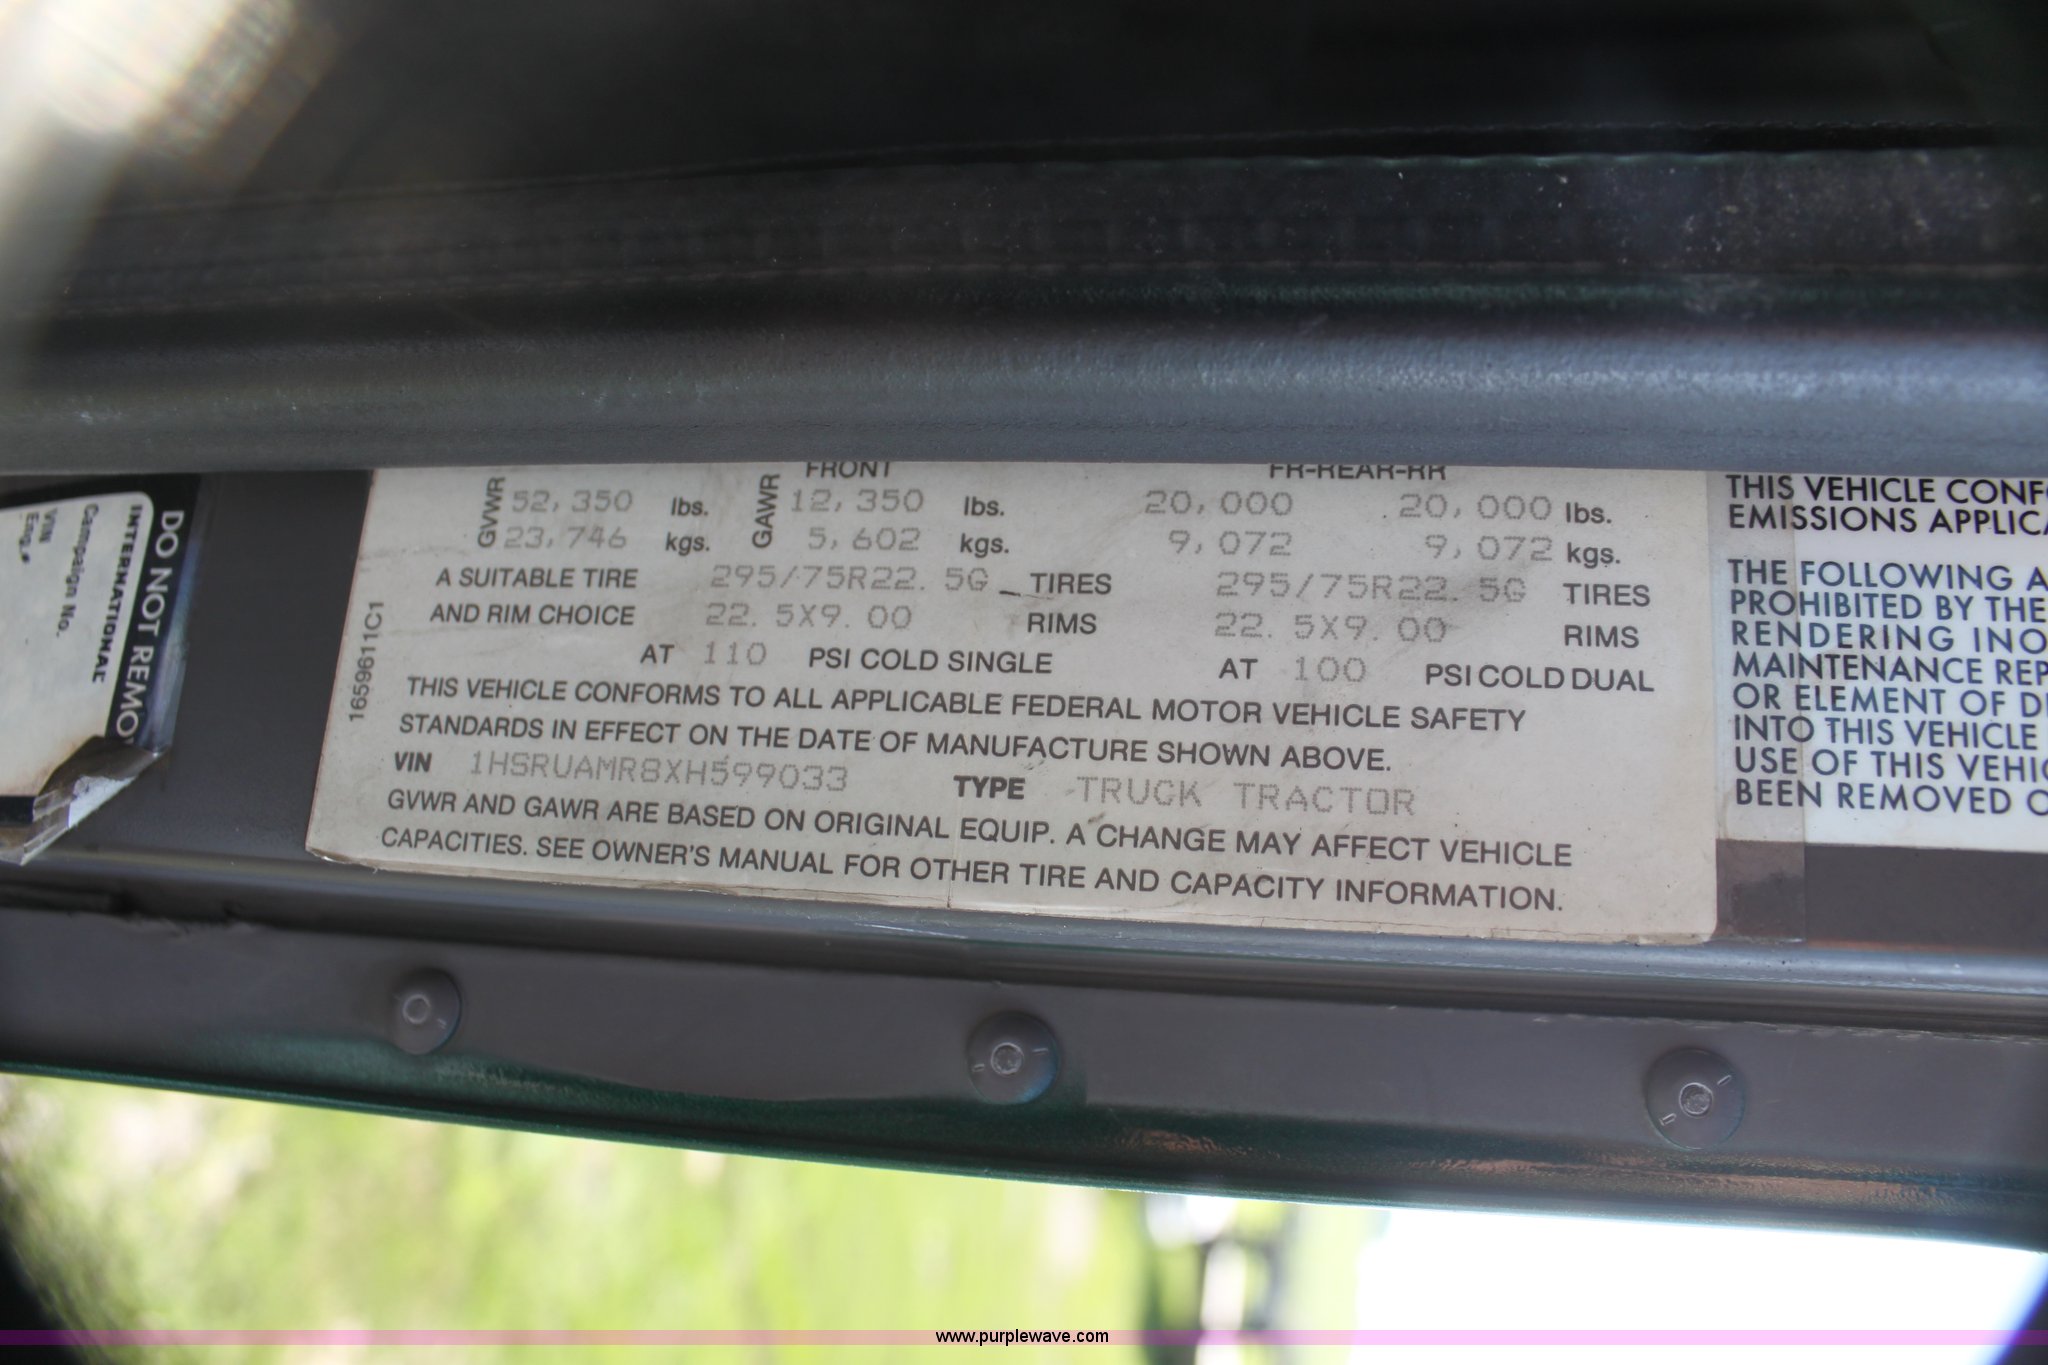 FRONT FR-REAR-RR
GVWR 52,350 lbs. GAWR 12,350 lbs. 20,000 20,000 lbs.
23,746 kgs. 5,602 kgs. 9,072 9,072 kgs.
A SUITABLE TIRE 295/75R22.5G TIRES 295/75R22.5G TIRES
AND RIM CHOICE 22.5X9.00 RIMS 22.5X9.00 RIMS
AT 110 PSI COLD SINGLE AT 100 PSI COLD DUAL
THIS VEHICLE CONFORMS TO ALL APPLICABLE FEDERAL MOTOR VEHICLE SAFETY
STANDARDS IN EFFECT ON THE DATE OF MANUFACTURE SHOWN ABOVE.
VIN 1HSRUAMR8XH599033 TYPE TRUCK TRACTOR
GVWR AND GAWR ARE BASED ON ORIGINAL EQUIP. A CHANGE MAY AFFECT VEHICLE
CAPACITIES. SEE OWNER'S MANUAL FOR OTHER TIRE AND CAPACITY INFORMATION.
1659611C1
DO NOT REMO
INTERNATIONAL
Campaign No.
VIN
Eng.#
THIS VEHICLE CONF
EMISSIONS APPLICA
THE FOLLOWING A
PROHIBITED BY THE
RENDERING INO
MAINTENANCE REP
OR ELEMENT OF D
INTO THIS VEHICLE
USE OF THIS VEHIC
BEEN REMOVED O
www.purplewave.com